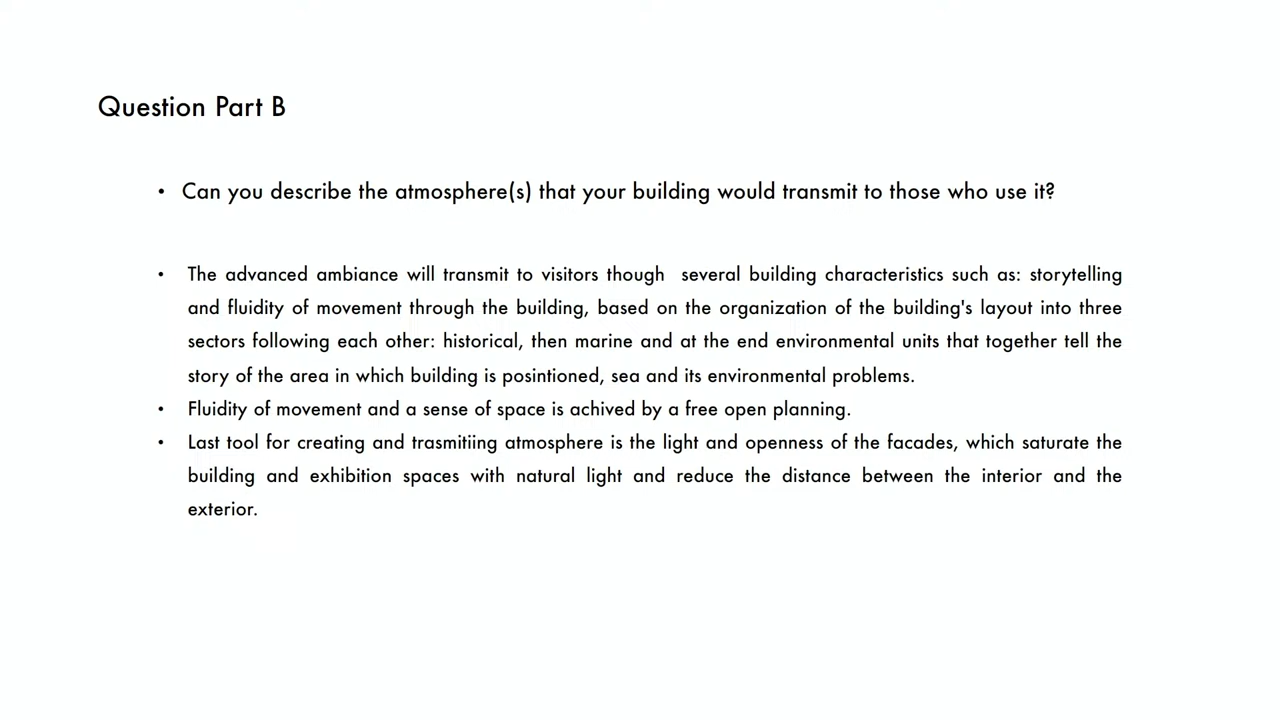 Question Part B
• Can you describe the atmosphere(s) that your building would transmit to those who use it?
• The advanced ambiance will transmit to visitors though several building characteristics such as: storytelling
and fluidity of movement through the building, based on the organization of the building's layout into three
sectors following each other: historical, then marine and at the end environmental units that together tell the
story of the area in which building is posintioned, sea and its environmental problems.
• Fluidity of movement and a sense of space is achived by a free open planning.
• Last tool for creating and trasmitiing atmosphere is the light and openness of the facades, which saturate the
building and exhibition spaces with natural light and reduce the distance between the interior and the
exterior.